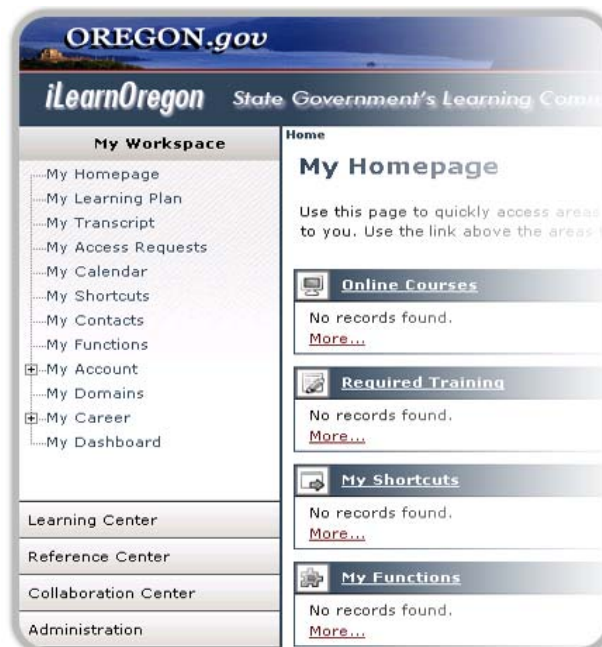 OREGON.gov
iLearnOregon State Government's Learning
My Workspace
My Homepage
My Learning Plan
My Transcript
My Access Requests
My Calendar
My Shortcuts
My Contacts
My Functions
My Account
My Domains
My Career
My Dashboard
Learning Center
Reference Center
Collaboration Center
Administration
Home
My Homepage
Use this page to quickly access areas
to you. Use the link above the areas
Online Courses
No records found.
More...
Required Training
No records found.
More...
My Shortcuts
No records found.
More...
My Functions
No records found.
More...